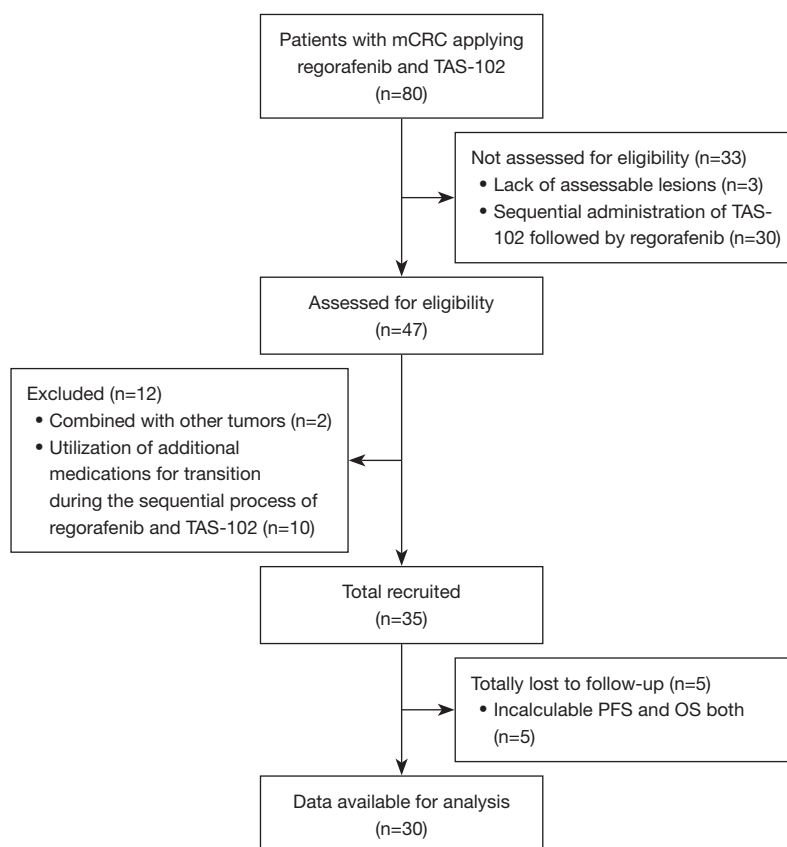 Patients with mCRC applying
regorafenib and TAS-102
(n=80)
Not assessed for eligibility (n=33)
• Lack of assessable lesions (n=3)
• Sequential administration of TAS-
102 followed by regorafenib (n=30)
Assessed for eligibility
(n=47)
Excluded (n=12)
• Combined with other tumors (n=2)
• Utilization of additional
medications for transition
during the sequential process of
regorafenib and TAS-102 (n=10)
Total recruited
(n=35)
Totally lost to follow-up (n=5)
• Incalculable PFS and OS both
(n=5)
Data available for analysis
(n=30)